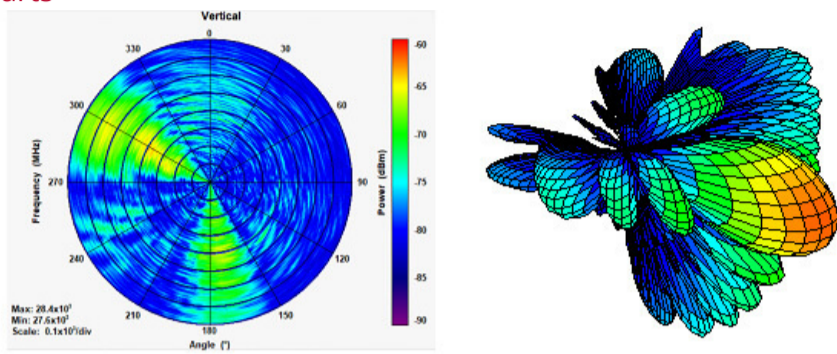 Vertical
0
30
60
90
120
150
180
210
240
270
300
330
Frequency (MHz)
Angle (°)
Max: 28.4x10³
Min: 27.6x10³
Scale: 0.1x10³/div
Power (dBm)
-60
-65
-70
-75
-80
-85
-90